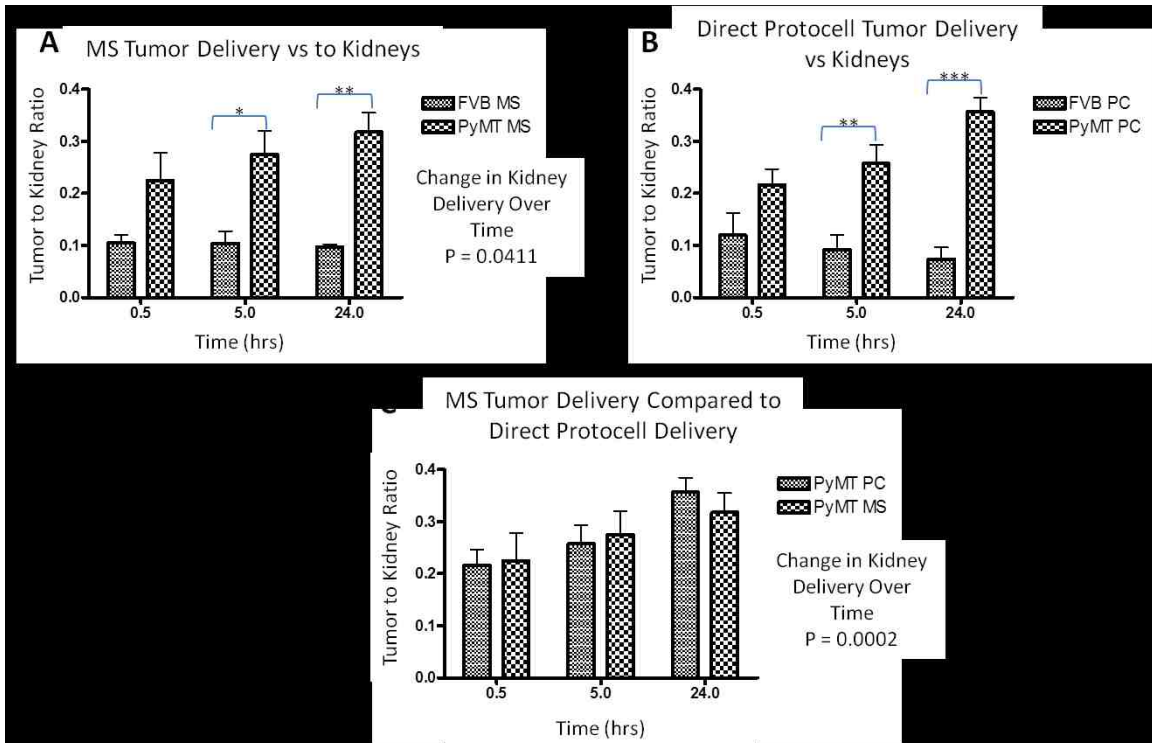 A
MS Tumor Delivery vs to Kidneys
Tumor to Kidney Ratio
0.4
0.3
0.2
0.1
0.0
*
**
0.5
5.0
24.0
Time (hrs)
FVB MS
PyMT MS
Change in Kidney
Delivery Over
Time
P = 0.0411
B
Direct Protocell Tumor Delivery
vs Kidneys
Tumor to Kidney Ratio
0.4
0.3
0.2
0.1
0.0
**
***
0.5
5.0
24.0
Time (hrs)
FVB PC
PyMT PC
MS Tumor Delivery Compared to
Direct Protocell Delivery
Tumor to Kidney Ratio
0.4
0.3
0.2
0.1
0.0
0.5
5.0
24.0
Time (hrs)
PyMT PC
PyMT MS
Change in Kidney
Delivery Over
Time
P = 0.0002